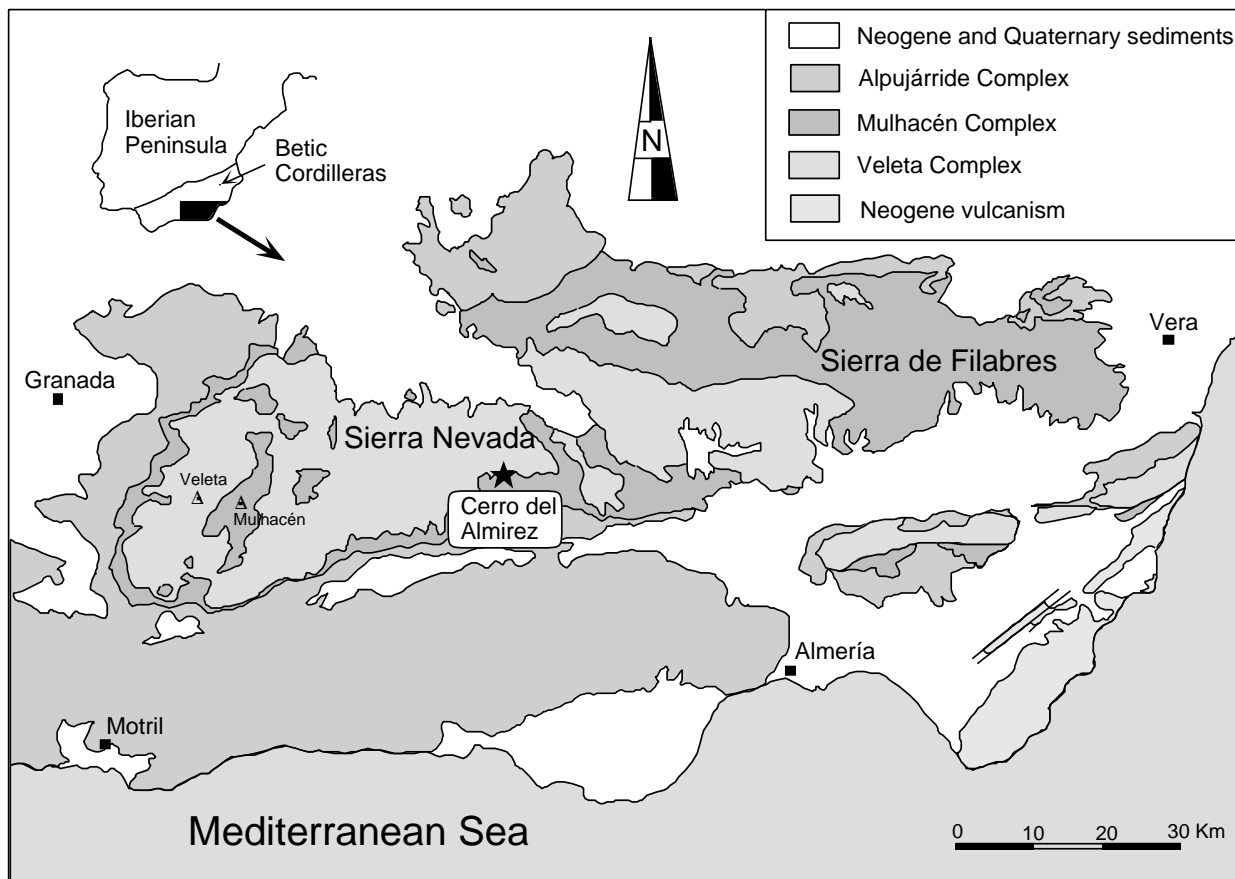 Neogene and Quaternary sediments
Alpujárride Complex
Mulhacén Complex
Veleta Complex
Neogene vulcanism
Iberian
Peninsula
Betic
Cordilleras
N
Vera
Sierra de Filabres
Granada
Sierra Nevada
Veleta
Mulhacén
Cerro del
Almirez
Almería
Motril
Mediterranean Sea
0 10 20 30 Km